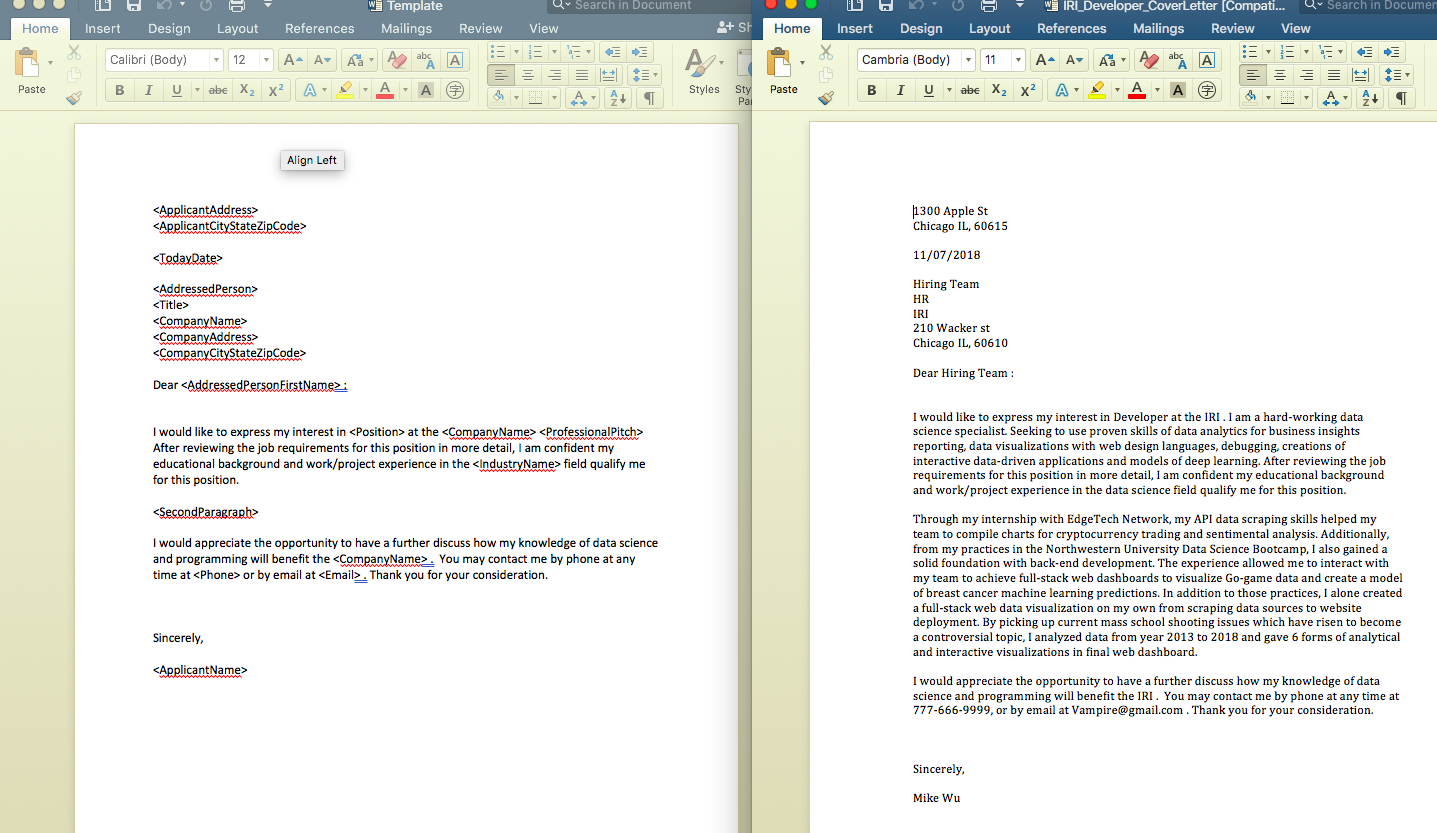 Template
Search in Document
Home Insert Design Layout References Mailings Review View Sh
Paste
Calibri (Body) 12
Styles
Align Left
<ApplicantAddress>
<ApplicantCityStateZipCode>
<TodayDate>
<AddressedPerson>
<Title>
<CompanyName>
<CompanyAddress>
<CompanyCityStateZipCode>
Dear <AddressedPersonFirstName> :
I would like to express my interest in <Position> at the <CompanyName> <ProfessionalPitch>
After reviewing the job requirements for this position in more detail, I am confident my
educational background and work/project experience in the <IndustryName> field qualify me
for this position.
<SecondParagraph>
I would appreciate the opportunity to have a further discuss how my knowledge of data science
and programming will benefit the <CompanyName> .  You may contact me by phone at any
time at <Phone> or by email at <Email> . Thank you for your consideration.
Sincerely,
<ApplicantName>
IRI_Developer_CoverLetter [Compati...
Search in Documen
Home Insert Design Layout References Mailings Review View
Paste
Cambria (Body) 11
1300 Apple St
Chicago IL, 60615
11/07/2018
Hiring Team
HR
IRI
210 Wacker st
Chicago IL, 60610
Dear Hiring Team :
I would like to express my interest in Developer at the IRI . I am a hard-working data
science specialist. Seeking to use proven skills of data analytics for business insights
reporting, data visualizations with web design languages, debugging, creations of
interactive data-driven applications and models of deep learning. After reviewing the job
requirements for this position in more detail, I am confident my educational background
and work/project experience in the data science field qualify me for this position.
Through my internship with EdgeTech Network, my API data scraping skills helped my
team to compile charts for cryptocurrency trading and sentimental analysis. Additionally,
from my practices in the Northwestern University Data Science Bootcamp, I also gained a
solid foundation with back-end development. The experience allowed me to interact with
my team to achieve full-stack web dashboards to visualize Go-game data and create a model
of breast cancer machine learning predictions. In addition to those practices, I alone created
a full-stack web data visualization on my own from scraping data sources to website
deployment. By picking up current mass school shooting issues which have risen to become
a controversial topic, I analyzed data from year 2013 to 2018 and gave 6 forms of analytical
and interactive visualizations in final web dashboard.
I would appreciate the opportunity to have a further discuss how my knowledge of data
science and programming will benefit the IRI .  You may contact me by phone at any time at
777-666-9999, or by email at Vampire@gmail.com . Thank you for your consideration.
Sincerely,
Mike Wu